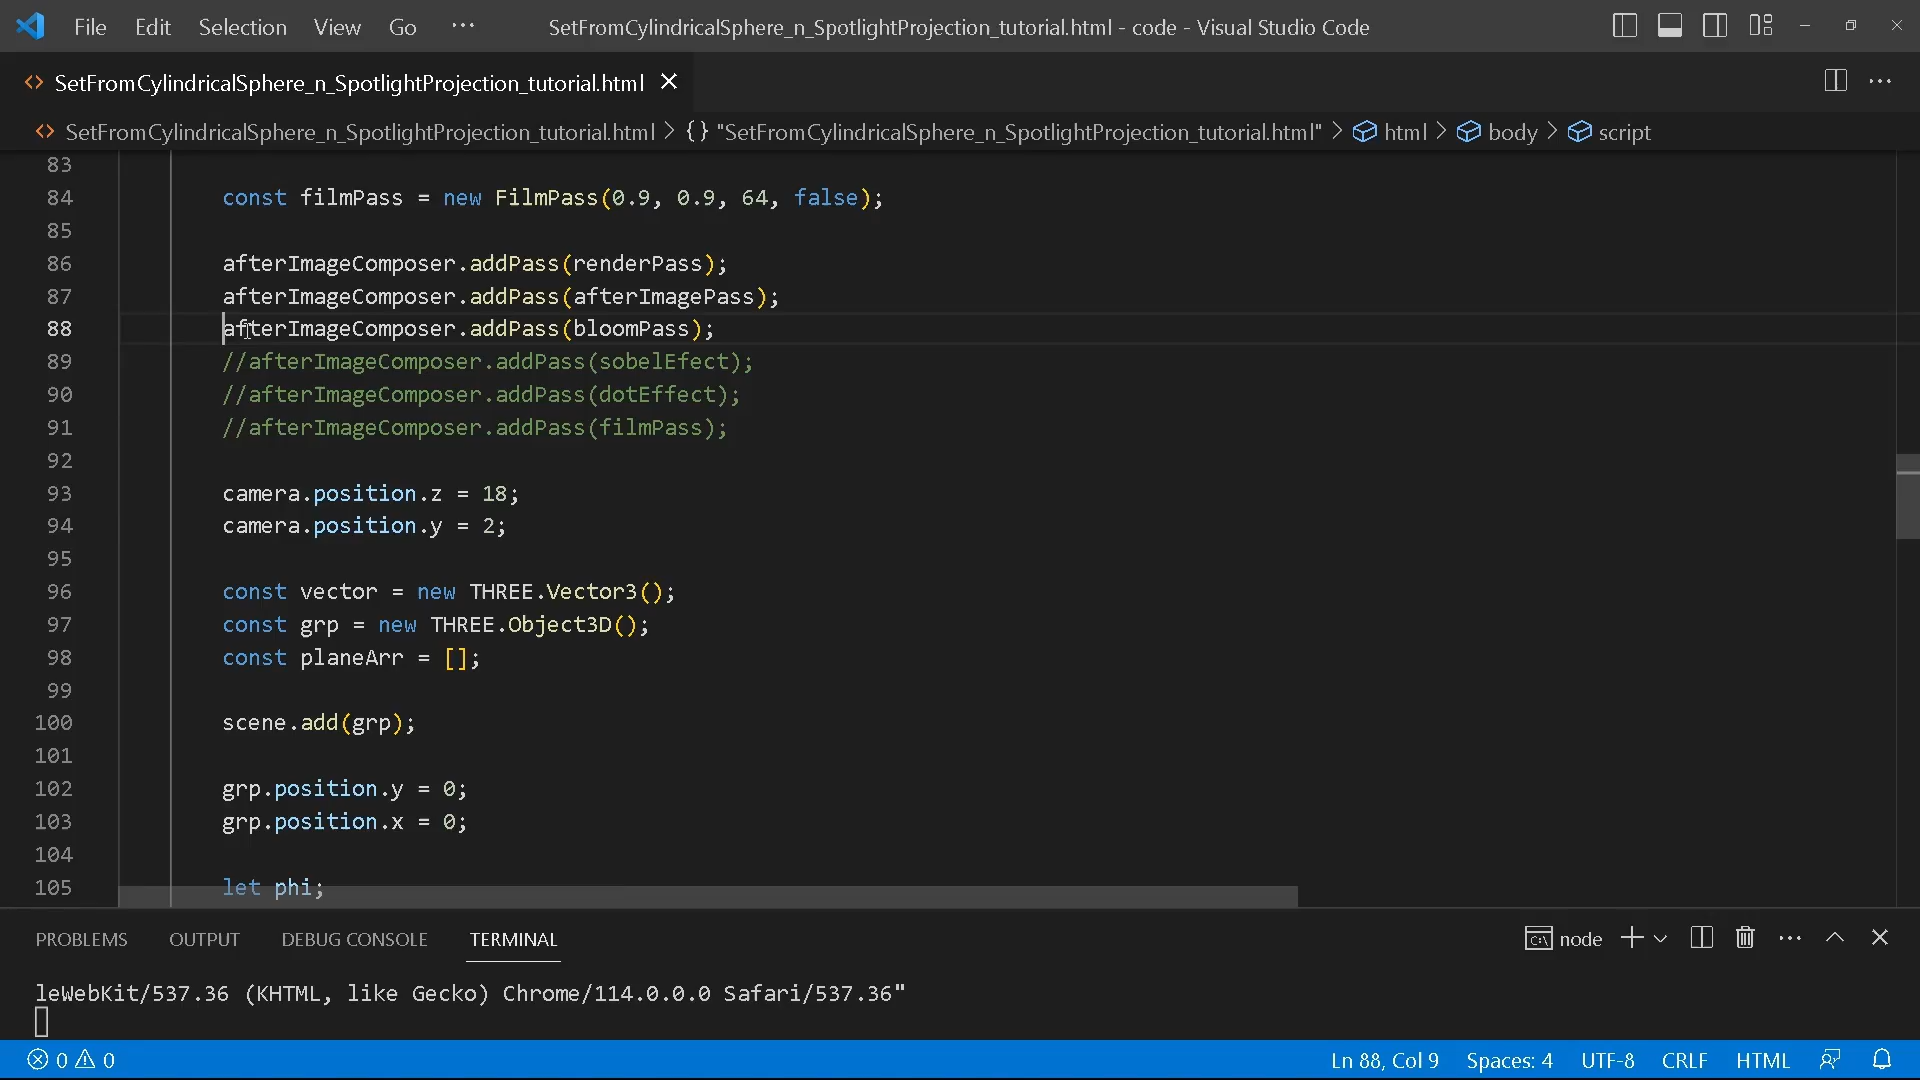 File Edit Selection View Go ··· SetFromCylindricalSphere_n_SpotlightProjection_tutorial.html - code - Visual Studio Code
SetFromCylindricalSphere_n_SpotlightProjection_tutorial.html
SetFromCylindricalSphere_n_SpotlightProjection_tutorial.html > {} "SetFromCylindricalSphere_n_SpotlightProjection_tutorial.html" > html > body > script
83
84 const filmPass = new FilmPass(0.9, 0.9, 64, false);
85
86 afterImageComposer.addPass(renderPass);
87 afterImageComposer.addPass(afterImagePass);
88 afterImageComposer.addPass(bloomPass);
89 //afterImageComposer.addPass(sobelEfect);
90 //afterImageComposer.addPass(dotEffect);
91 //afterImageComposer.addPass(filmPass);
92
93 camera.position.z = 18;
94 camera.position.y = 2;
95
96 const vector = new THREE.Vector3();
97 const grp = new THREE.Object3D();
98 const planeArr = [];
99
100 scene.add(grp);
101
102 grp.position.y = 0;
103 grp.position.x = 0;
104
105 let phi;
PROBLEMS OUTPUT DEBUG CONSOLE TERMINAL node
leWebKit/537.36 (KHTML, like Gecko) Chrome/114.0.0.0 Safari/537.36"
0 0 Ln 88, Col 9 Spaces: 4 UTF-8 CRLF HTML